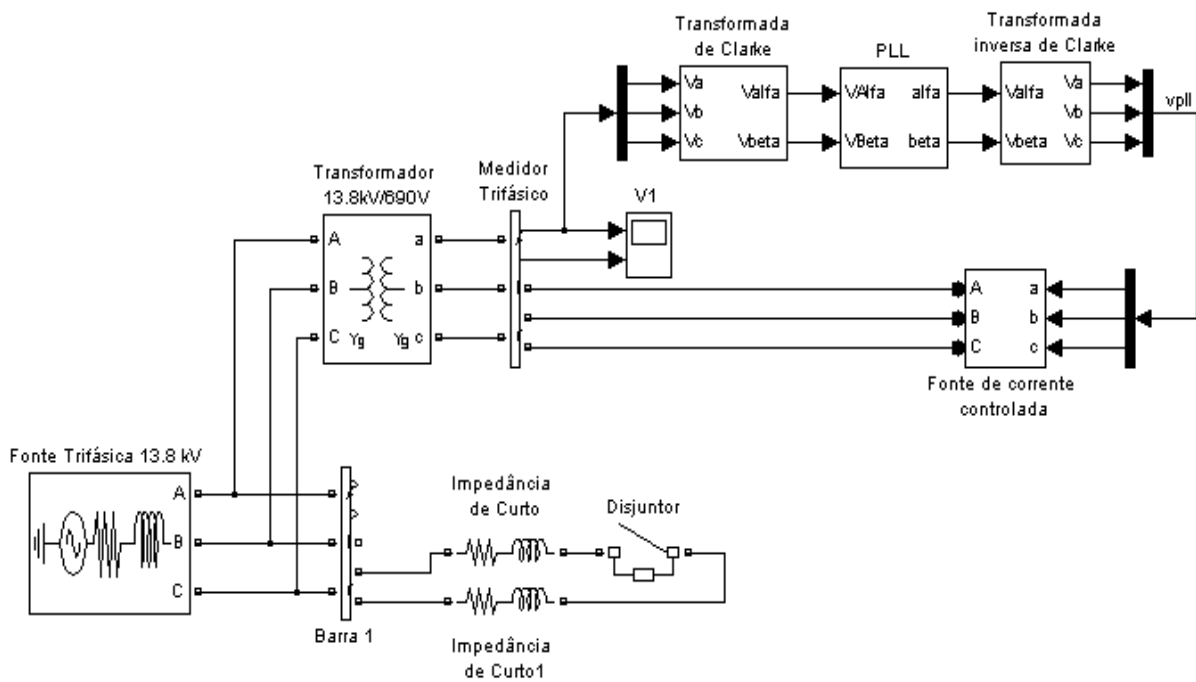 Transformada
de Clarke
PLL
Transformada
inversa de Clarke
Va
Vb
Vc
Valfa
Vbeta
VAlfa
VBeta
alfa
beta
Valfa
Vbeta
Va
Vb
Vc
vpll
Transformador
13.8kV/690V
Medidor
Trifásico
V1
A
B
C
a
b
c
Yg
Yg
A
B
C
a
b
c
Fonte de corrente
controlada
Fonte Trifásica 13.8 kV
A
B
C
Barra 1
Impedância
de Curto
Disjuntor
Impedância
de Curto1